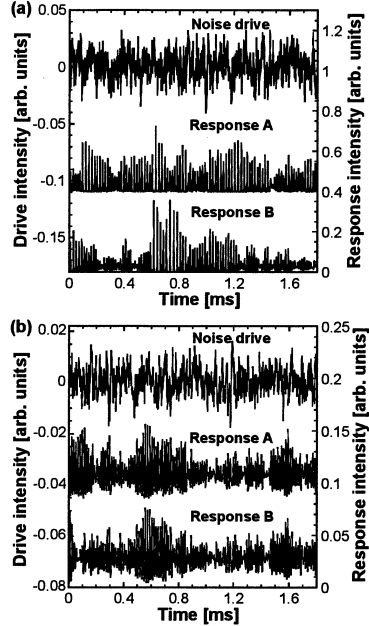 (a)
0.05
0
-0.05
-0.1
-0.15
Drive intensity [arb. units]
Noise drive
Response A
Response B
1.2
1
0.8
0.6
0.4
0.2
0
Response intensity [arb. units]
0 0.4 0.8 1.2 1.6
Time [ms]
(b)
0.02
0
-0.02
-0.04
-0.06
-0.08
Drive intensity [arb. units]
Noise drive
Response A
Response B
0.25
0.20
0.15
0.1
0.05
0
Response intensity [arb. units]
0 0.4 0.8 1.2 1.6
Time [ms]